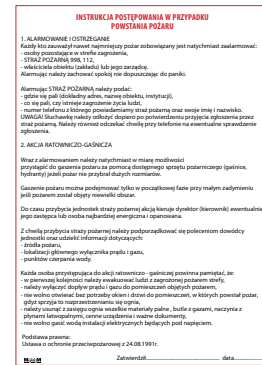 INSTRUKCJA POSTĘPOWANIA W PRZYPADKU
POWSTANIA POŻARU
1. ALARMOWANIE I OSTRZEGANIE
Każdy kto zauważył nawet najmniejszy pożar zobowiązany jest natychmiast zaalarmować:
- osoby pozostające w strefie zagrożenia,
- STRAŻ POŻARNĄ 998, 112,
- właściciela obiektu (zakładu) lub jego zarządcę.
Alarmując należy zachować spokój nie dopuszczając do paniki.
Alarmując STRAŻ POŻARNĄ należy podać:
- gdzie się pali (dokładny adres, nazwę obiektu, instytucji),
- co się pali, czy istnieje zagrożenie życia ludzi,
- numer telefonu z którego powiadamiamy straż pożarną oraz swoje imię i nazwisko.
UWAGA! Słuchawkę należy odłożyć dopiero po potwierdzeniu przyjęcia zgłoszenia przez
straż pożarną. Należy również odczekać chwilę przy telefonie na ewentualne sprawdzenie
zgłoszenia.
2. AKCJA RATOWNICZO-GAŚNICZA
Wraz z alarmowaniem należy natychmiast w miarę możliwości
przystąpić do gaszenia pożaru za pomocą dostępnego sprzętu pożarniczego (gaśnice,
hydranty) jeżeli pożar nie przybrał dużych rozmiarów.
Gaszenie pożaru można podejmować tylko w początkowej fazie przy małym zadymieniu
jeśli pożarem został objęty niewielki obszar.
Do czasu przybycia jednostek straży pożarnej akcją kieruje dyrektor (kierownik) ewentualnie
jego zastępca lub osoba najbardziej energiczna i opanowana.
Z chwilą przybycia straży pożarnej należy podporządkować się poleceniom dowódcy
jednostki oraz udzielić informacji dotyczących:
- źródła pożaru,
- lokalizacji głównego wyłącznika prądu i gazu,
- punktów czerpania wody.
Każda osoba przystępująca do akcji ratowniczo - gaśniczej powinna pamiętać, że:
- w pierwszej kolejności należy ewakuować ludzi z zagrożonej pożarem strefy,
- należy wyłączyć dopływ prądu i gazu do pomieszczeń objętych pożarem,
- nie wolno otwierać bez potrzeby okien i drzwi do pomieszczeń, w których powstał pożar,
gdyż sprzyja to rozprzestrzenieniu się ognia,
- należy usunąć z zasięgu ognia wszelkie materiały palne, butle z gazami, naczynia z
płynami łatwopalnymi, cenne urządzenia i ważne dokumenty,
- nie wolno gasić wodą instalacji elektrycznych będących pod napięciem.
Podstawa prawna:
Ustawa o ochronie przeciwpożarowej z 24.08.1991r.
Zatwierdził.................................... data..................